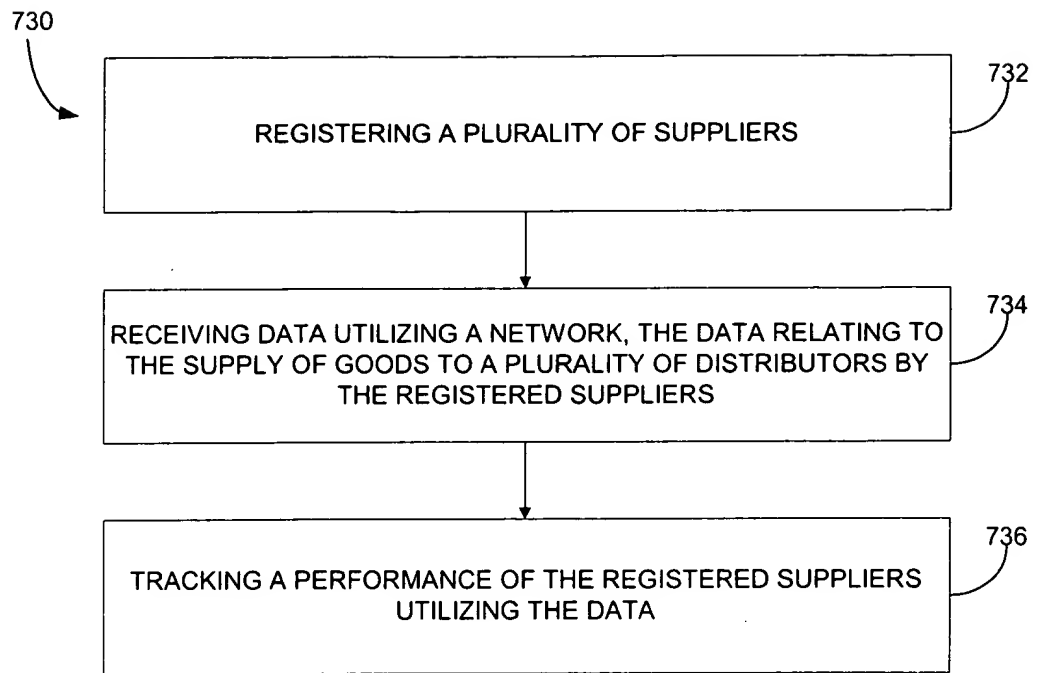 730
732
REGISTERING A PLURALITY OF SUPPLIERS
734
RECEIVING DATA UTILIZING A NETWORK, THE DATA RELATING TO
THE SUPPLY OF GOODS TO A PLURALITY OF DISTRIBUTORS BY
THE REGISTERED SUPPLIERS
736
TRACKING A PERFORMANCE OF THE REGISTERED SUPPLIERS
UTILIZING THE DATA